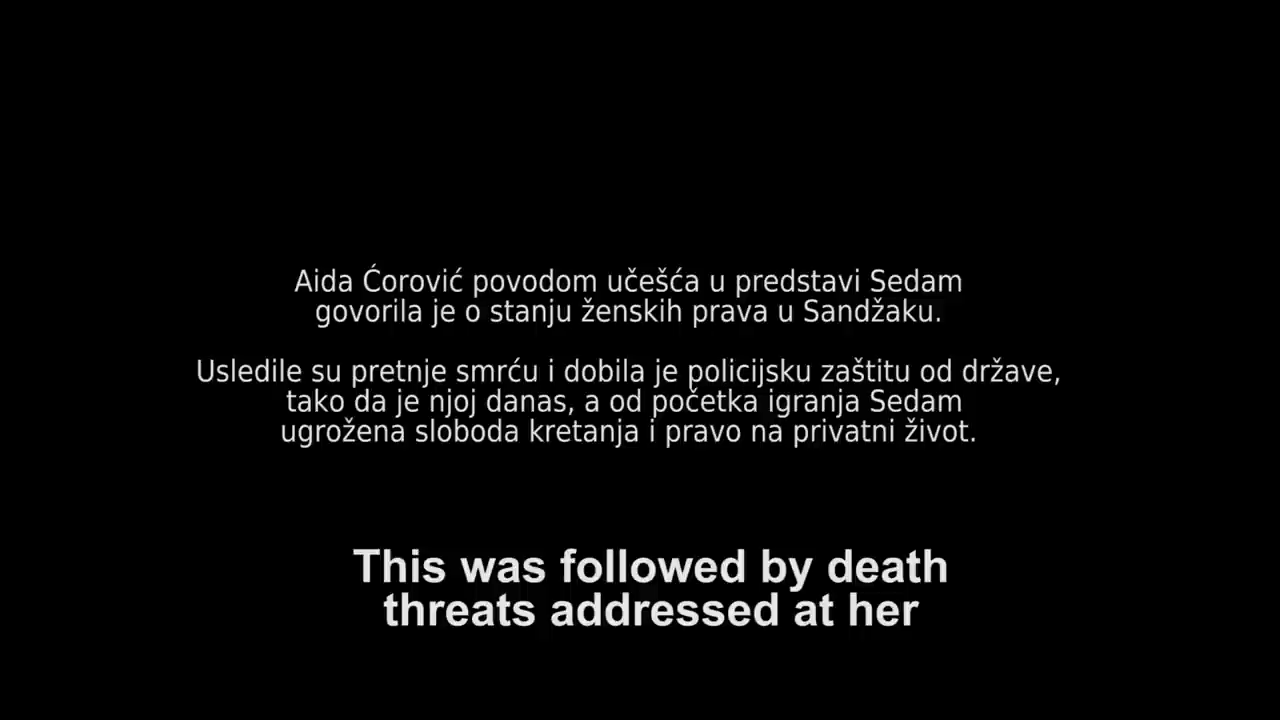 Aida Ćorović povodom učešća u predstavi Sedam
govorila je o stanju ženskih prava u Sandžaku.
Usledile su pretnje smrću i dobila je policijsku zaštitu od države,
tako da je njoj danas, a od početka igranja Sedam
ugrožena sloboda kretanja i pravo na privatni život.
This was followed by death
threats addressed at her